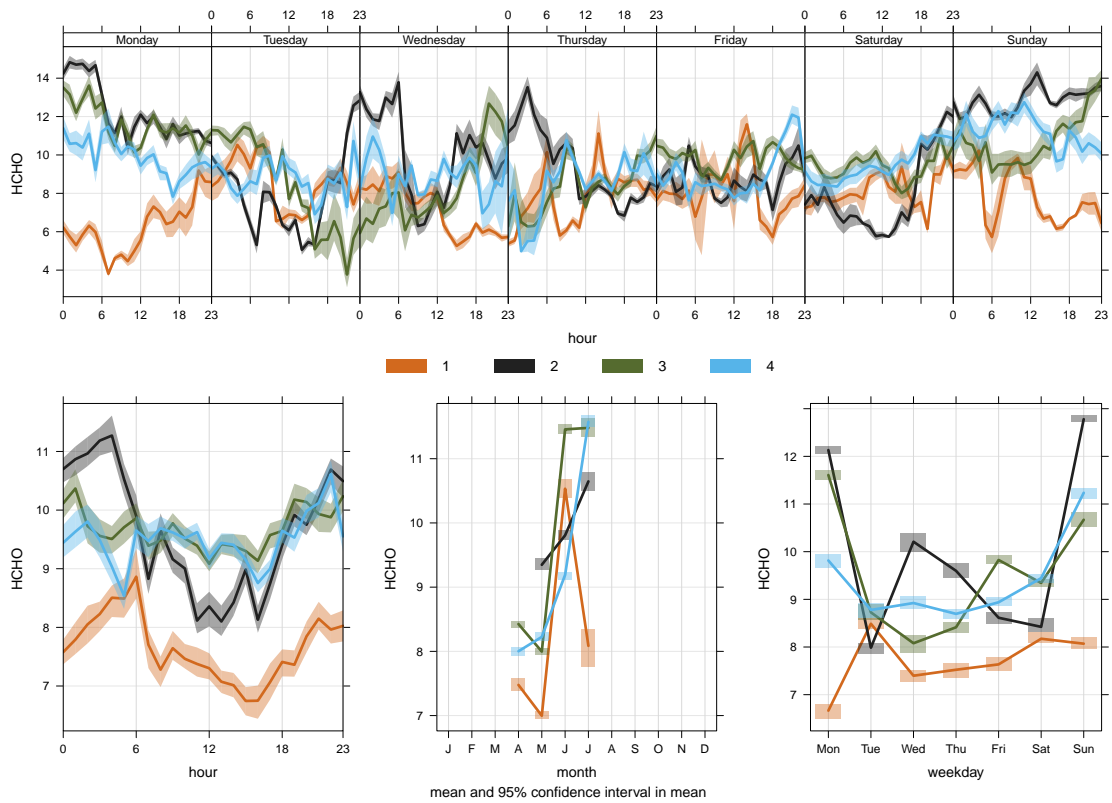 0 6 12 18 23 0 6 12 18 23 0 6 12 18 23
Monday Tuesday Wednesday Thursday Friday Saturday Sunday
HCHO
14
12
10
8
6
4
0 6 12 18 23 0 6 12 18 23 0 6 12 18 23 0 6 12 18 23
hour
1 2 3 4
HCHO
11
10
9
8
7
0 6 12 18 23
hour
HCHO
11
10
9
8
7
J F M A M J J A S O N D
month
HCHO
12
11
10
9
8
7
Mon Tue Wed Thu Fri Sat Sun
weekday
mean and 95% confidence interval in mean